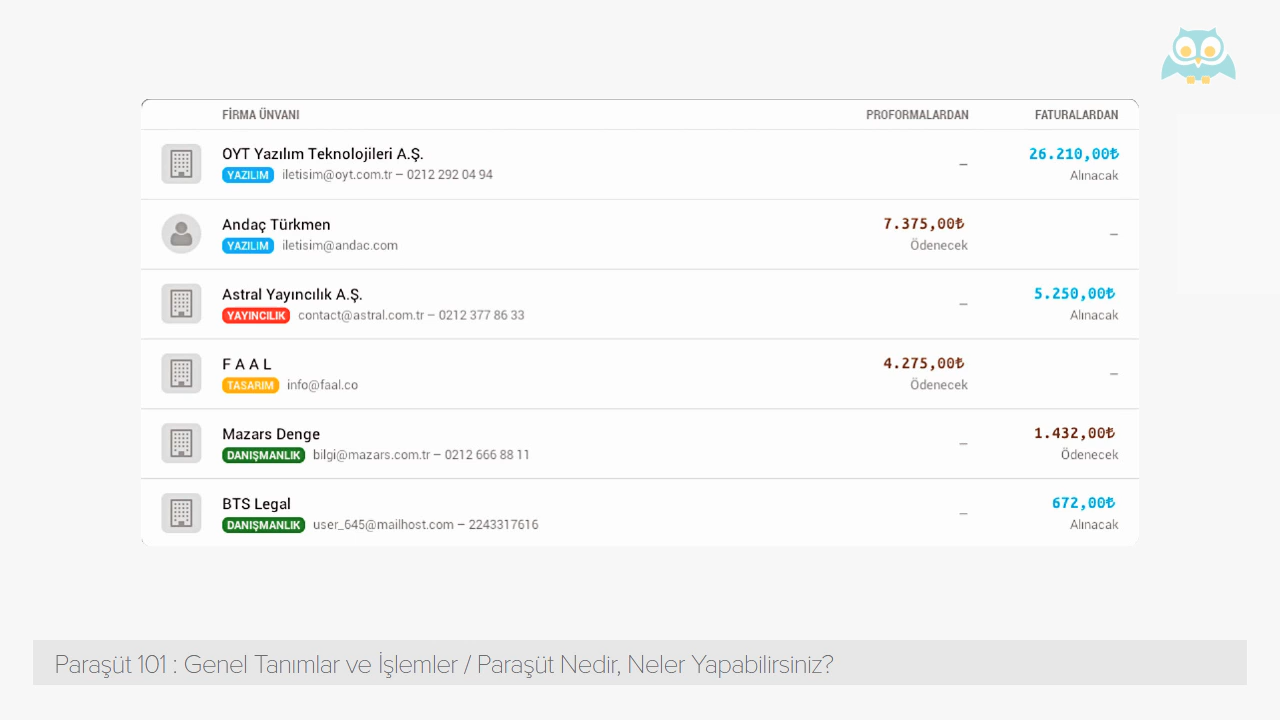 FİRMA ÜNVANI PROFORMALARDAN FATURALARDAN
OYT Yazılım Teknolojileri A.Ş. – 26.210,00₺
YAZILIM iletisim@oyt.com.tr – 0212 292 04 94 Alınacak
Andaç Türkmen 7.375,00₺ –
YAZILIM iletisim@andac.com Ödenecek
Astral Yayıncılık A.Ş. – 5.250,00₺
YAYINCILIK contact@astral.com.tr – 0212 377 86 33 Alınacak
F A A L 4.275,00₺ –
TASARIM info@faal.co Ödenecek
Mazars Denge – 1.432,00₺
DANIŞMANLIK bilgi@mazars.com.tr – 0212 666 88 11 Ödenecek
BTS Legal – 672,00₺
DANIŞMANLIK user_645@mailhost.com – 2243317616 Alınacak
Paraşüt 101 : Genel Tanımlar ve İşlemler / Paraşüt Nedir, Neler Yapabilirsiniz?